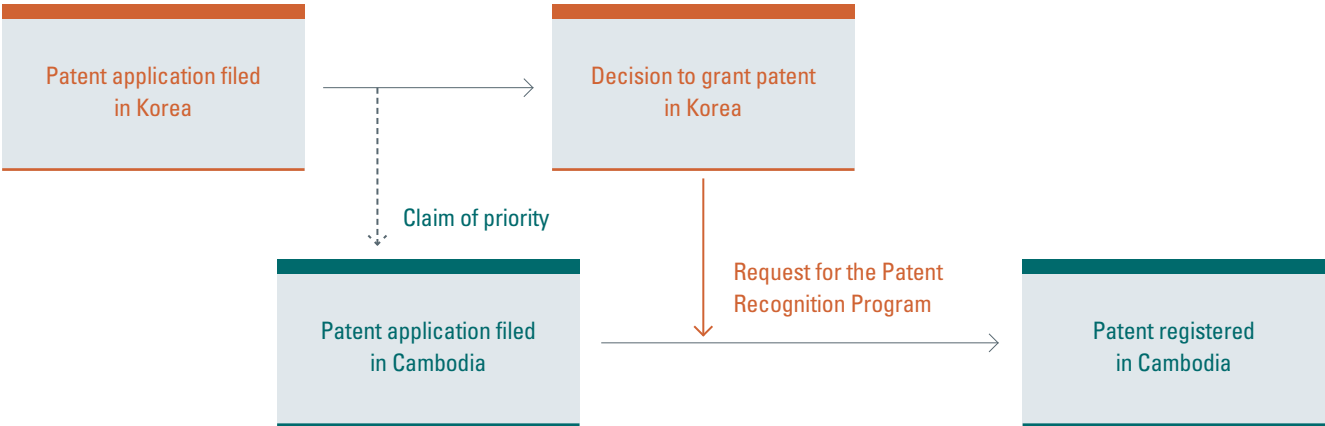 Patent application filed
in Korea
Decision to grant patent
in Korea
Claim of priority
Request for the Patent
Recognition Program
Patent application filed
in Cambodia
Patent registered
in Cambodia